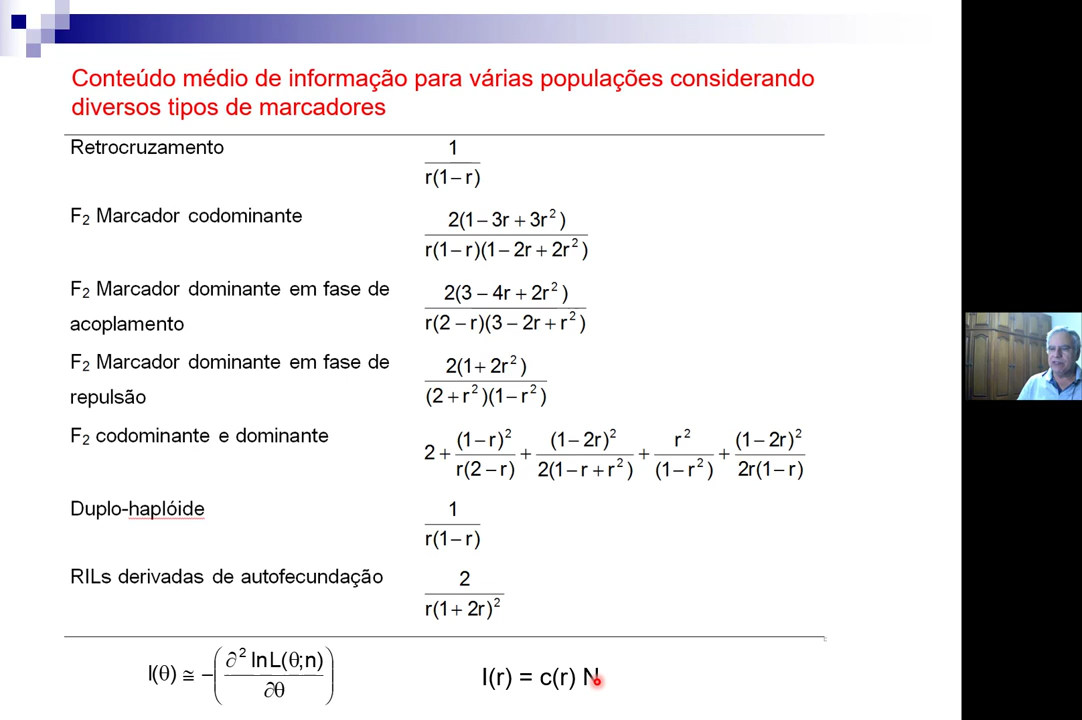 Conteúdo médio de informação para várias populações considerando
diversos tipos de marcadores
Retrocruzamento 1 / r(1 − r)
F₂ Marcador codominante 2(1 − 3r + 3r²) / r(1 − r)(1 − 2r + 2r²)
F₂ Marcador dominante em fase de
acoplamento 2(3 − 4r + 2r²) / r(2 − r)(3 − 2r + r²)
F₂ Marcador dominante em fase de
repulsão 2(1 + 2r²) / (2 + r²)(1 − r²)
F₂ codominante e dominante 2 + (1 − r)² / r(2 − r) + (1 − 2r)² / 2(1 − r + r²) + r² / (1 − r²) + (1 − 2r)² / 2r(1 − r)
Duplo-haplóide 1 / r(1 − r)
RILs derivadas de autofecundação 2 / r(1 + 2r)²
I(θ) ≅ −(∂² lnL(θ;n) / ∂θ)
I(r) = c(r) N